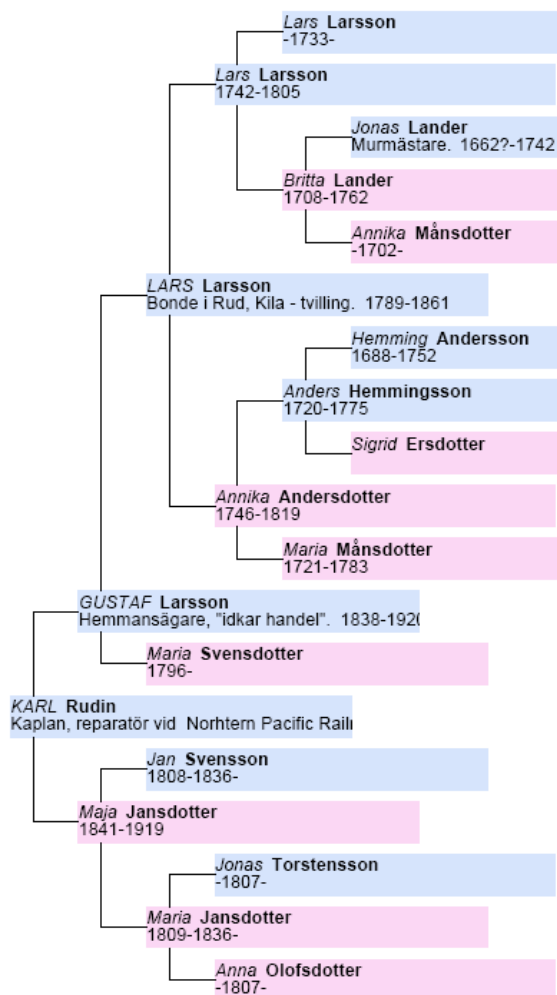 Lars Larsson
-1733-
Lars Larsson
1742-1805
Jonas Lander
Murmästare. 1662?-1742
Britta Lander
1708-1762
Annika Månsdotter
-1702-
LARS Larsson
Bonde i Rud, Kila - tvilling. 1789-1861
Hemming Andersson
1688-1752
Anders Hemmingsson
1720-1775
Sigrid Ersdotter
Annika Andersdotter
1746-1819
Maria Månsdotter
1721-1783
GUSTAF Larsson
Hemmansägare, "idkar handel". 1838-1920
Maria Svensdotter
1796-
KARL Rudin
Kaplan, reparatör vid Norhtern Pacific
Jan Svensson
1808-1836-
Maja Jansdotter
1841-1919
Jonas Torstensson
-1807-
Maria Jansdotter
1809-1836-
Anna Olofsdotter
-1807-